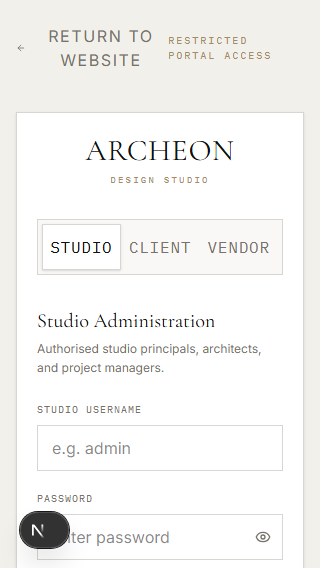 RETURN TO
WEBSITE
RESTRICTED
PORTAL ACCESS
ARCHEON
DESIGN STUDIO
STUDIO CLIENT VENDOR
Studio Administration
Authorised studio principals, architects,
and project managers.
STUDIO USERNAME
e.g. admin
PASSWORD
N
ter password